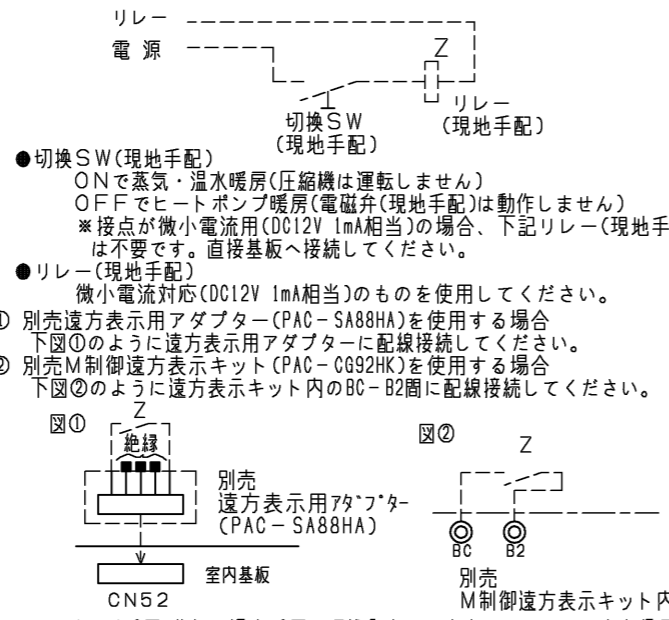 リレー
電 源
Z
切換SW
(現地手配)
リレー
(現地手配)
●切換SW(現地手配)
ONで蒸気・温水暖房(圧縮機は運転しません)
OFFでヒートポンプ暖房(電磁弁(現地手配)は動作しません)
※接点が微小電流用(DC12V 1mA相当)の場合、下記リレー(現地手
は不要です。直接基板へ接続してください。
●リレー(現地手配)
微小電流対応(DC12V 1mA相当)のものを使用してください。
① 別売遠方表示用アダプター(PAC-SA88HA)を使用する場合
下図①のように遠方表示用アダプターに配線接続してください。
② 別売M制御遠方表示キット(PAC-CG92HK)を使用する場合
下図②のように遠方表示キット内のBC-B2間に配線接続してください。
図①
Z
絶縁
別売
遠方表示用アダプター
(PAC-SA88HA)
室内基板
CN52
図②
Z
BC
B2
別売
M制御遠方表示キット内